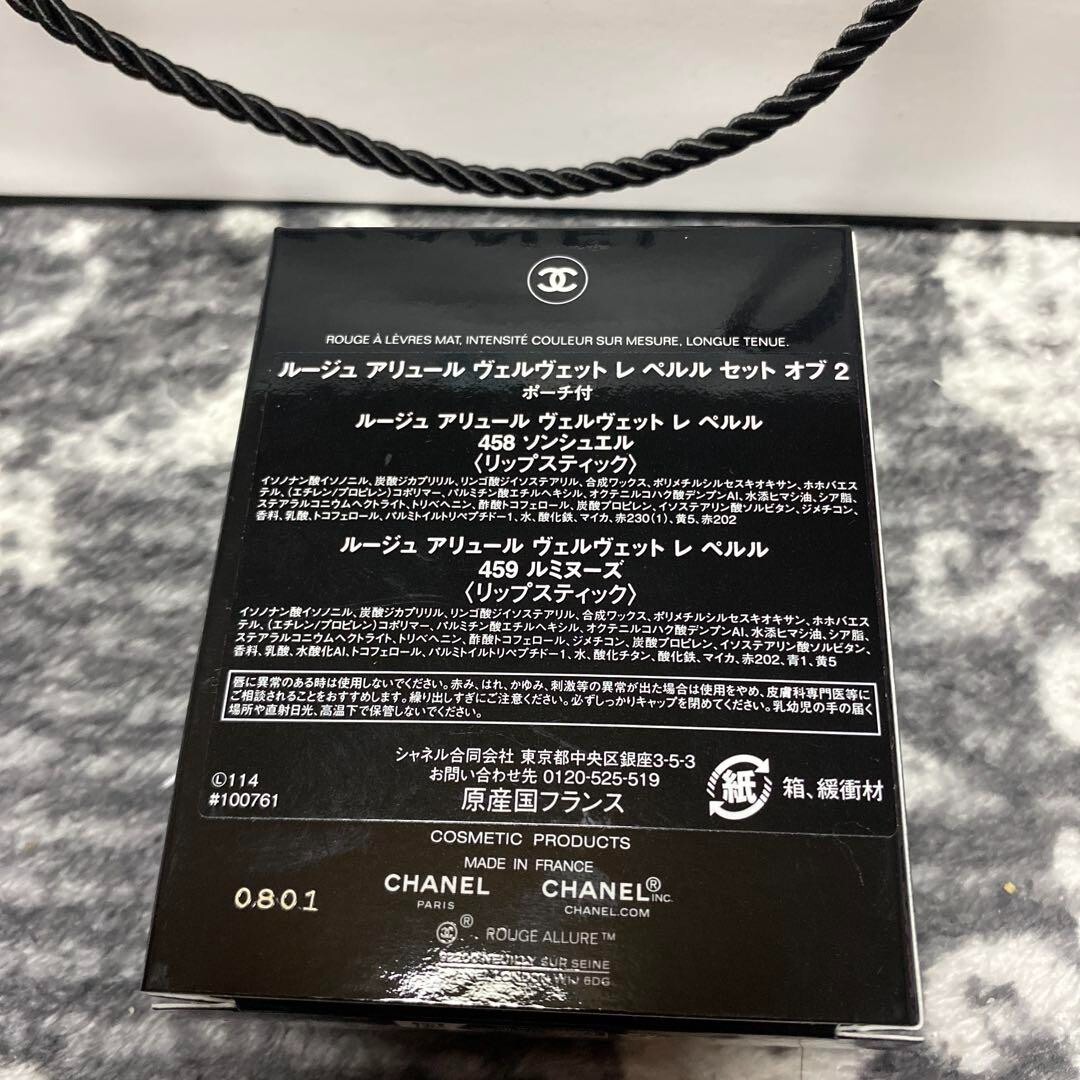 ROUGE À LÈVRES MAT, INTENSITÉ COULEUR SUR MESURE, LONGUE TENUE.
ルージュ アリュール ヴェルヴェット レ ペルル セット オブ 2
ポーチ付
ルージュ アリュール ヴェルヴェット レ ペルル
458 ソンシュエル
〈リップスティック〉
イソノナン酸イソノニル、炭酸ジカプリリル、リンゴ酸ジイソステアリル、合成ワックス、ポリメチルシルセスキオキサン、ホホバエス
テル、(エチレン/プロピレン)コポリマー、パルミチン酸エチルヘキシル、オクテニルコハク酸デンプンAl、水添ヒマシ油、シア脂、
ステアラルコニウムヘクトライト、トリベヘニン、酢酸トコフェロール、炭酸プロピレン、イソステアリン酸ソルビタン、ジメチコン、
香料、乳酸、トコフェロール、パルミトイルトリペプチドー1、水、酸化鉄、マイカ、赤230(1)、黄5、赤202
ルージュ アリュール ヴェルヴェット レ ペルル
459 ルミヌーズ
〈リップスティック〉
イソノナン酸イソノニル、炭酸ジカプリリル、リンゴ酸ジイソステアリル、合成ワックス、ポリメチルシルセスキオキサン、ホホバエス
テル、(エチレン/プロピレン)コポリマー、パルミチン酸エチルヘキシル、オクテニルコハク酸デンプンAl、水添ヒマシ油、シア脂、
ステアラルコニウムヘクトライト、トリベヘニン、酢酸トコフェロール、ジメチコン、炭酸プロピレン、イソステアリン酸ソルビタン、
香料、乳酸、水酸化Al、トコフェロール、パルミトイルトリペプチドー1、水、酸化チタン、酸化鉄、マイカ、赤202、青1、黄5
唇に異常のある時は使用しないでください。赤み、はれ、かゆみ、刺激等の異常が出た場合は使用をやめ、皮膚科専門医等に
ご相談されることをおすすめします。繰り出しすぎにご注意ください。必ずしっかりキャップを閉めてください。乳幼児の手の届く
場所や直射日光、高温下で保管しないでください。
シャネル合同会社 東京都中央区銀座3-5-3
お問い合わせ先 0120-525-519
原産国フランス
Ⓛ114
#100761
紙 箱、緩衝材
COSMETIC PRODUCTS
MADE IN FRANCE
CHANEL CHANEL® INC.
PARIS CHANEL.COM
0801
® ROUGE ALLURE™
NEUILLY SUR SEINE
6DG